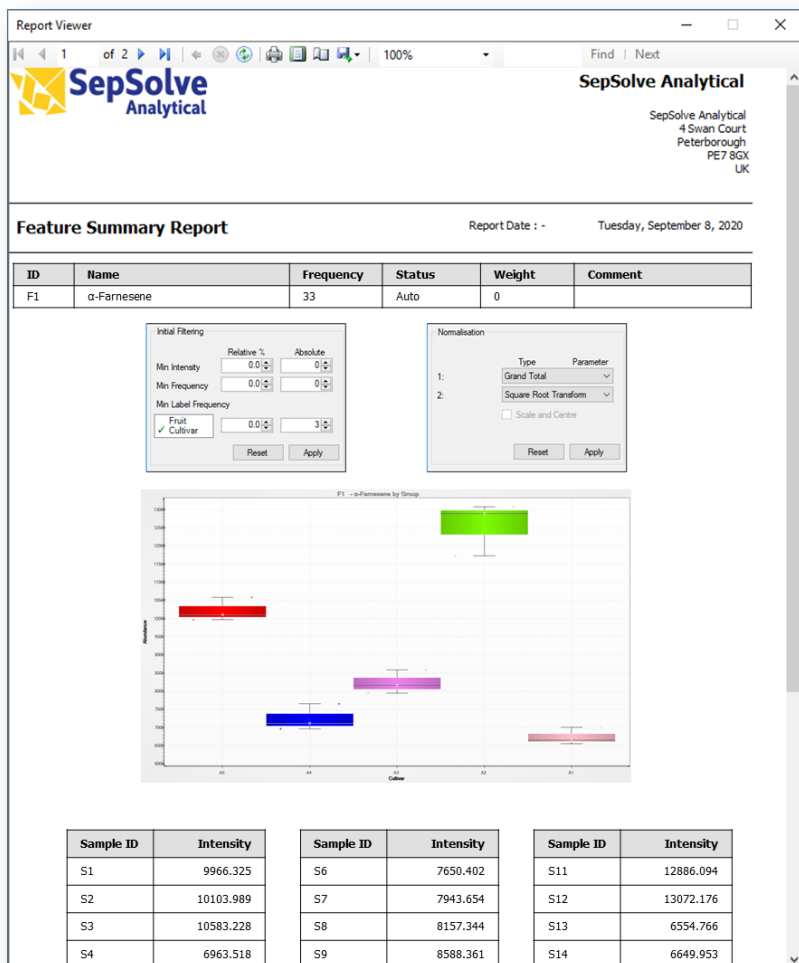 Report Viewer
1 of 2 100% Find | Next
SepSolve
Analytical
SepSolve Analytical
SepSolve Analytical
4 Swan Court
Peterborough
PE7 8GX
UK
Feature Summary Report Report Date : - Tuesday, September 8, 2020
ID Name Frequency Status Weight Comment
F1 α-Farnesene 33 Auto 0
Initial Filtering
Relative % Absolute
Min Intensity 0.0 0
Min Frequency 0.0 0
Min Label Frequency
Fruit
✓ Cultivar 0.0 3
Reset Apply
Normalisation
Type Parameter
1: Grand Total
2: Square Root Transform
Scale and Centre
Reset Apply
F1 - α-Farnesene by Group
Abundance
A5 A4 A3 A2 A1
Cultivar
Sample ID Intensity Sample ID Intensity Sample ID Intensity
S1 9966.325 S6 7650.402 S11 12886.094
S2 10103.989 S7 7943.654 S12 13072.176
S3 10583.228 S8 8157.344 S13 6554.766
S4 6963.518 S9 8588.361 S14 6649.953